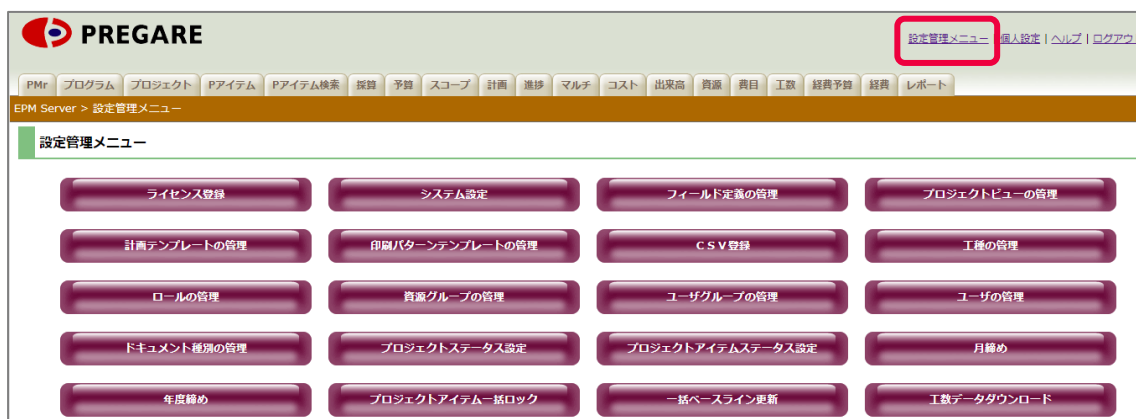 PREGARE
設定管理メニュー | 個人設定 | ヘルプ | ログアウ
PMr プログラム プロジェクト Pアイテム Pアイテム検索 採算 予算 スコープ 計画 進捗 マルチ コスト 出来高 資源 費目 工数 経費予算 経費 レポート
EPM Server > 設定管理メニュー
設定管理メニュー
ライセンス登録 システム設定 フィールド定義の管理 プロジェクトビューの管理
計画テンプレートの管理 印刷パターンテンプレートの管理 ＣＳＶ登録 工種の管理
ロールの管理 資源グループの管理 ユーザグループの管理 ユーザの管理
ドキュメント種別の管理 プロジェクトステータス設定 プロジェクトアイテムステータス設定 月締め
年度締め プロジェクトアイテム一括ロック 一括ベースライン更新 工数データダウンロード